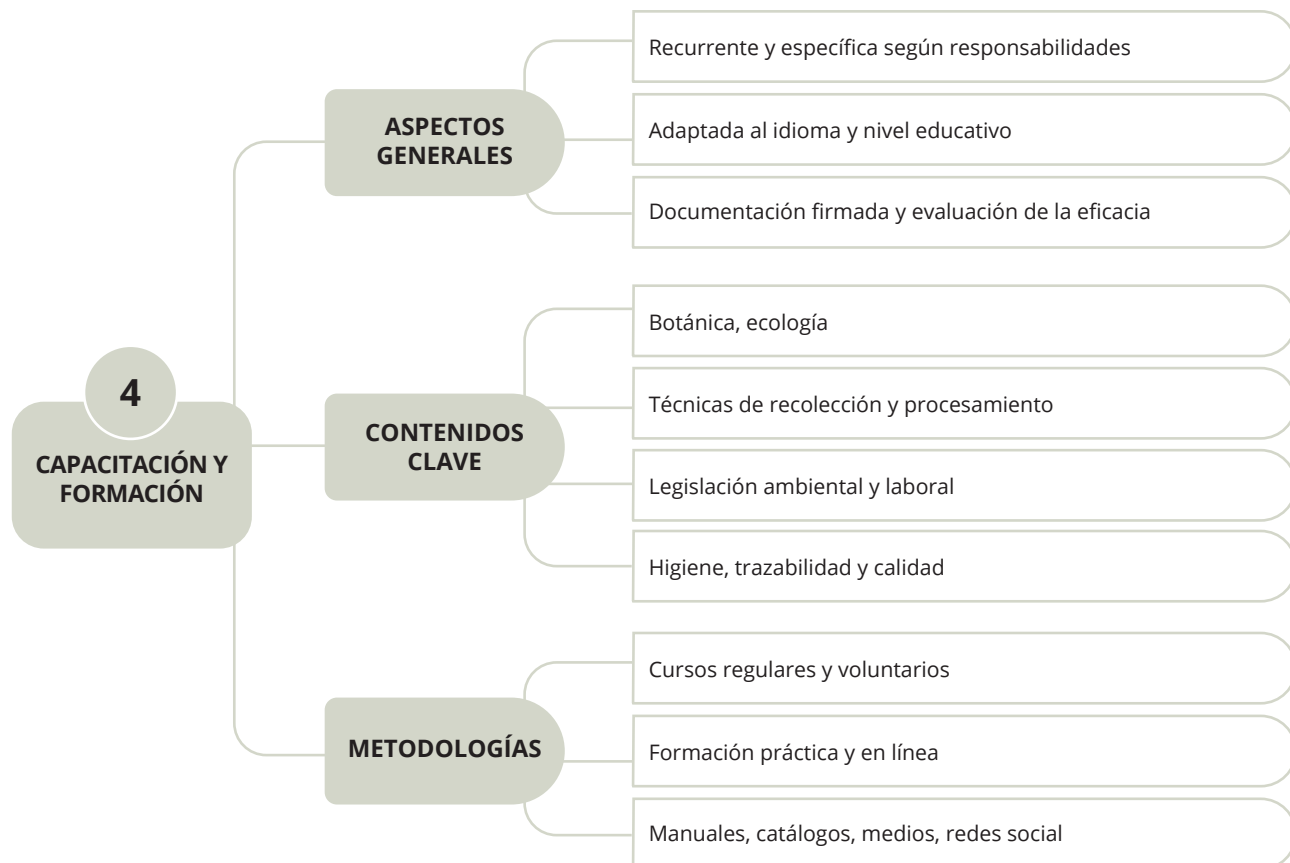 4
CAPACITACIÓN Y
FORMACIÓN
ASPECTOS
GENERALES
Recurrente y específica según responsabilidades
Adaptada al idioma y nivel educativo
Documentación firmada y evaluación de la eficacia
CONTENIDOS
CLAVE
Botánica, ecología
Técnicas de recolección y procesamiento
Legislación ambiental y laboral
Higiene, trazabilidad y calidad
METODOLOGÍAS
Cursos regulares y voluntarios
Formación práctica y en línea
Manuales, catálogos, medios, redes social